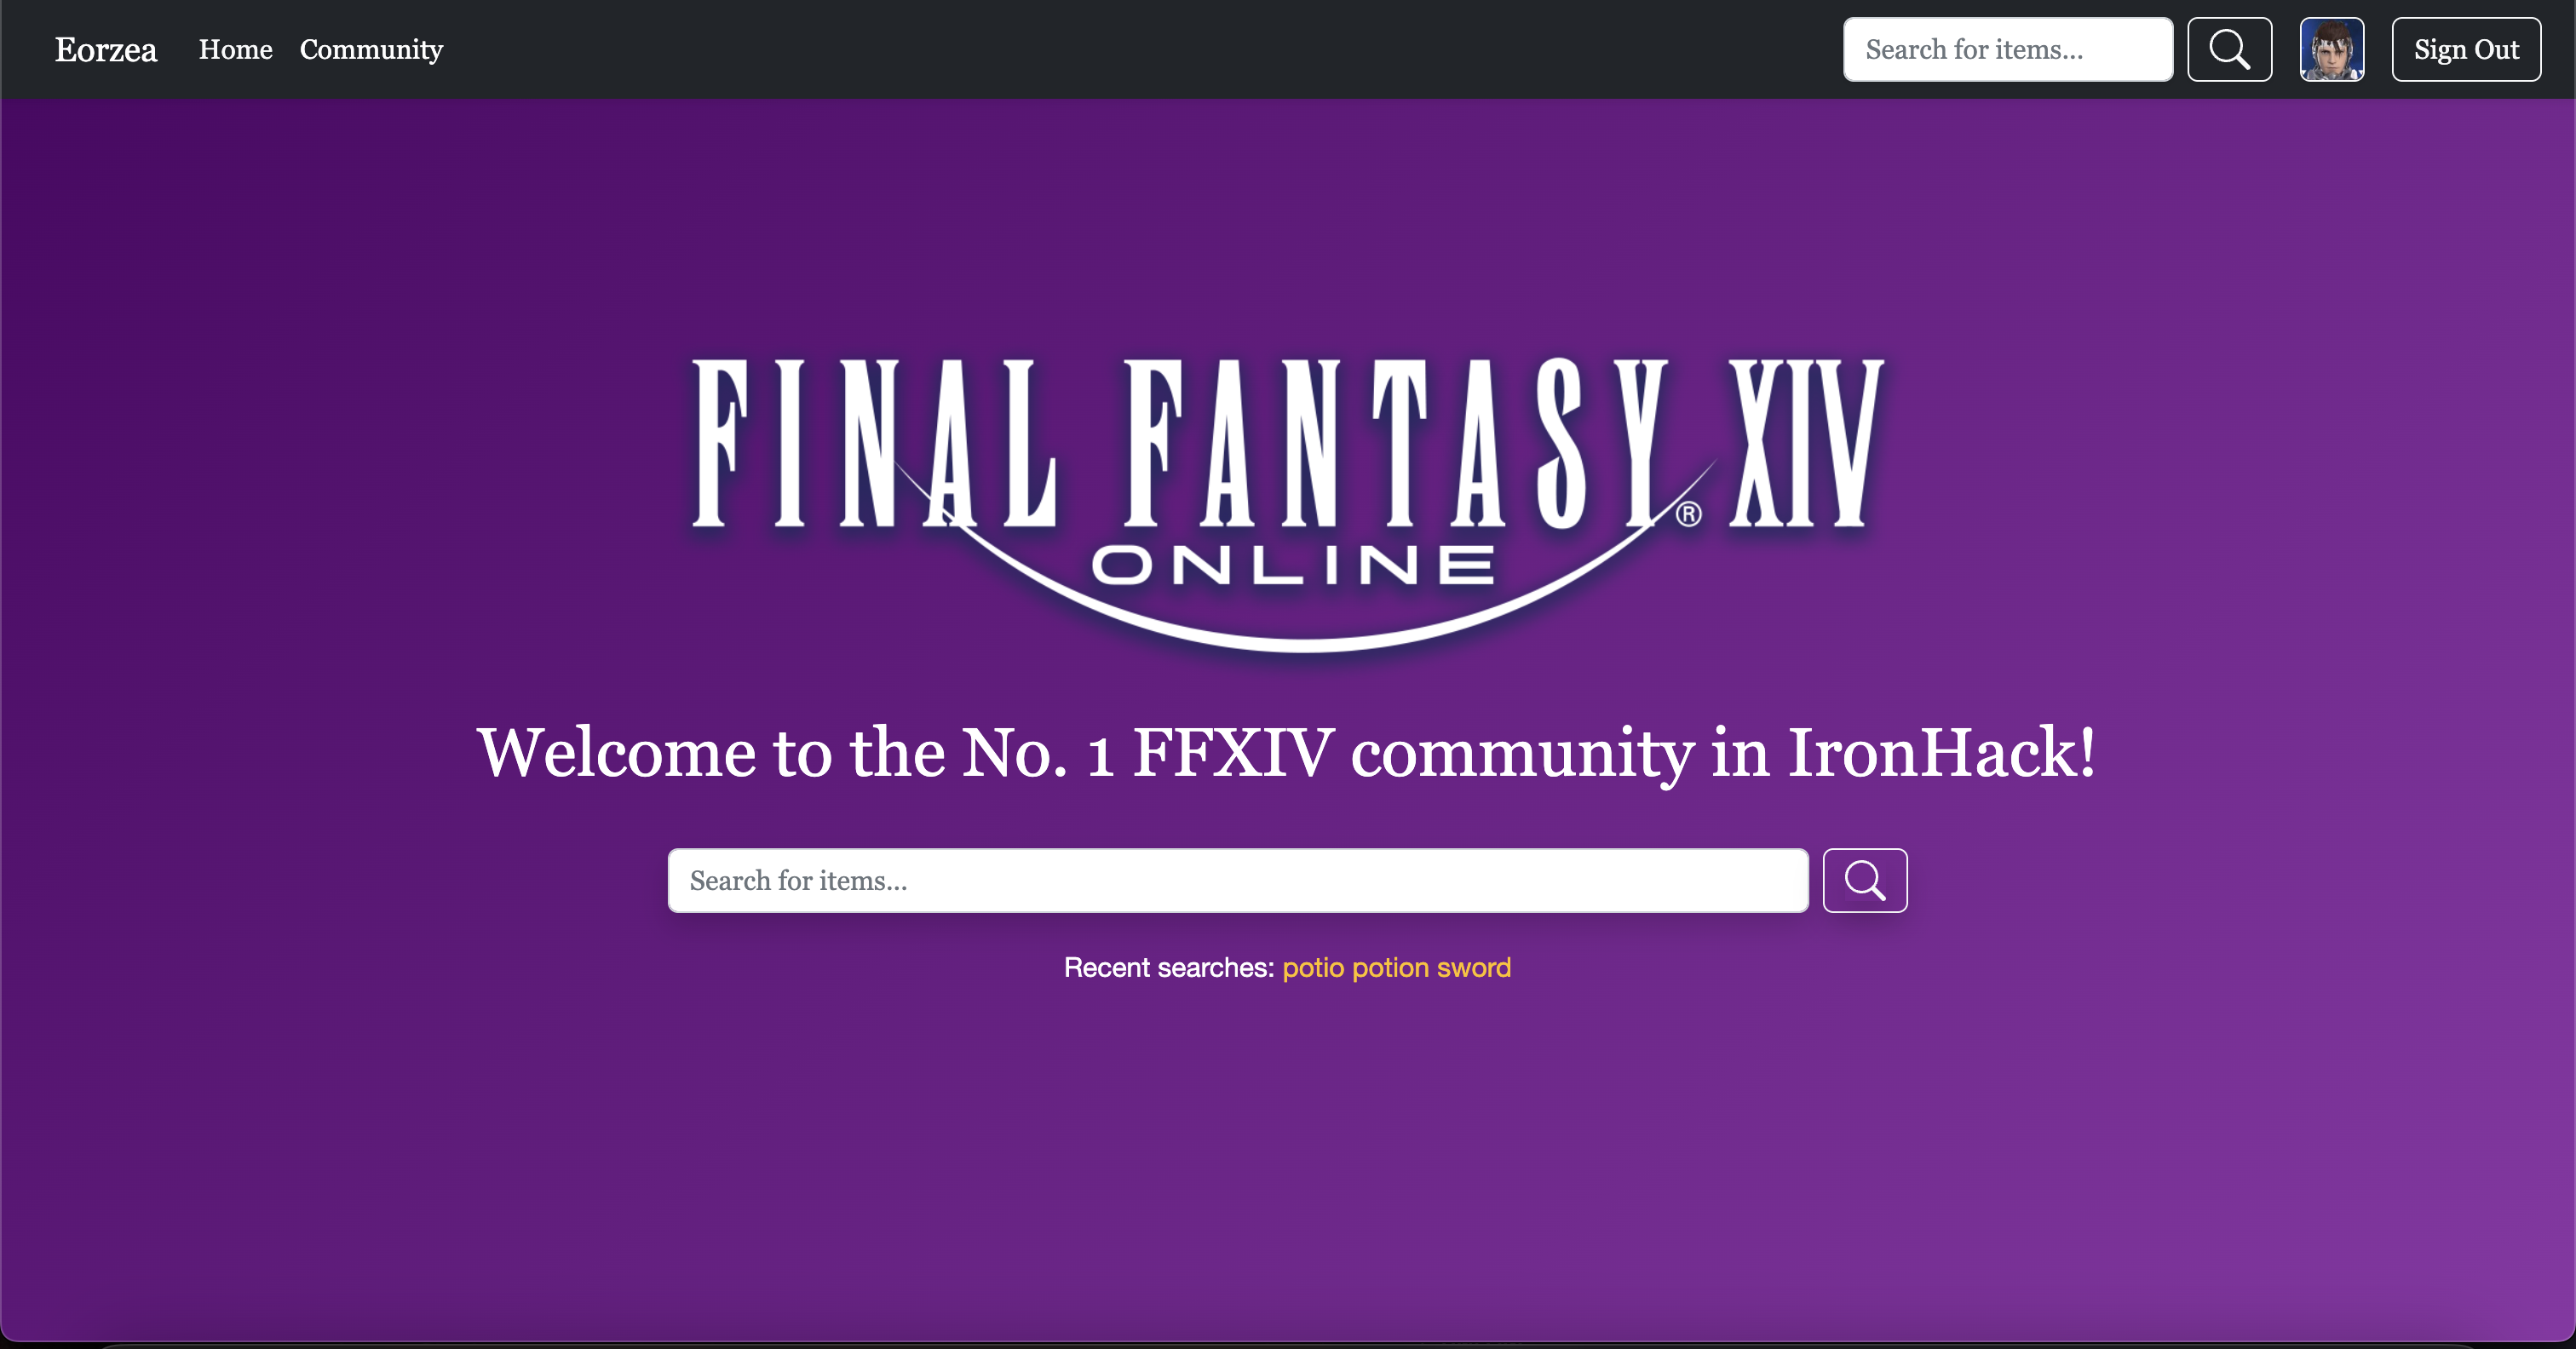 Eorzea Home Community Search for items... Sign Out
FINAL FANTASY XIV
®
ONLINE
Welcome to the No. 1 FFXIV community in IronHack!
Search for items...
Recent searches: potio potion sword